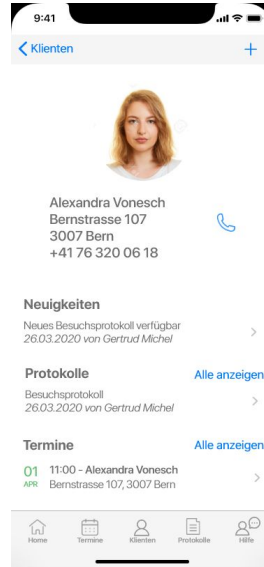 9:41
Klienten
Alexandra Vonesch
Bernstrasse 107
3007 Bern
+41 76 320 06 18
Neuigkeiten
Neues Besuchsprotokoll verfügbar
26.03.2020 von Gertrud Michel
Protokolle Alle anzeigen
Besuchsprotokoll
26.03.2020 von Gertrud Michel
Termine Alle anzeigen
01 11:00 - Alexandra Vonesch
APR Bernstrasse 107, 3007 Bern
Home Termine Klienten Protokolle Hilfe